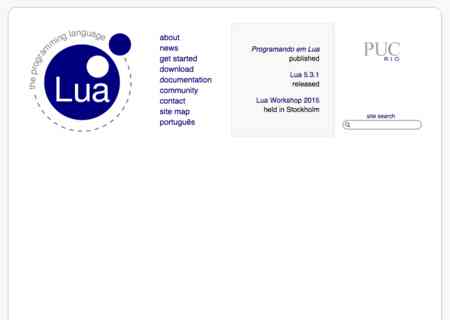 the programming language
Lua
about
news
get started
download
documentation
community
contact
site map
português
Programando em Lua
published
Lua 5.3.1
released
Lua Workshop 2015
held in Stockholm
PUC
RIO
site search